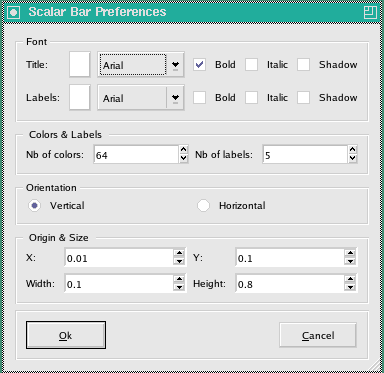 Scalar Bar Preferences
Font
Title: Arial Bold Italic Shadow
Labels: Arial Bold Italic Shadow
Colors & Labels
Nb of colors: 64 Nb of labels: 5
Orientation
Vertical Horizontal
Origin & Size
X: 0.01 Y: 0.1
Width: 0.1 Height: 0.8
Ok Cancel